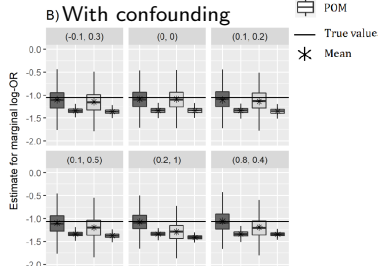 B) With confounding
POM
True value
Mean
(-0.1, 0.3) (0, 0) (0.1, 0.2)
0.0
-0.5
-1.0
-1.5
-2.0
(0.1, 0.5) (0.2, 1) (0.8, 0.4)
0.0
-0.5
-1.0
-1.5
-2.0
Estimate for marginal log-OR